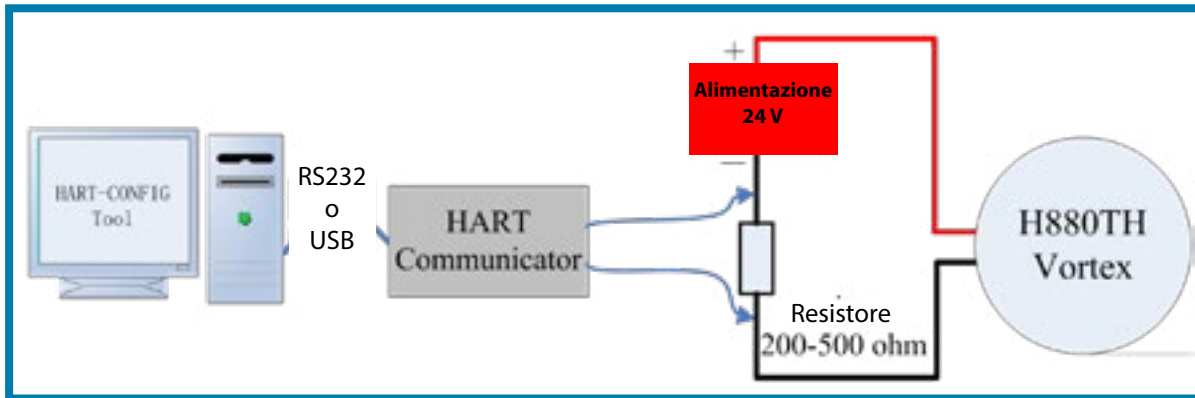 HART-CONFIG
Tool
RS232
o
USB
HART
Communicator
+
Alimentazione
24 V
—
Resistore
200-500 ohm
H880TH
Vortex